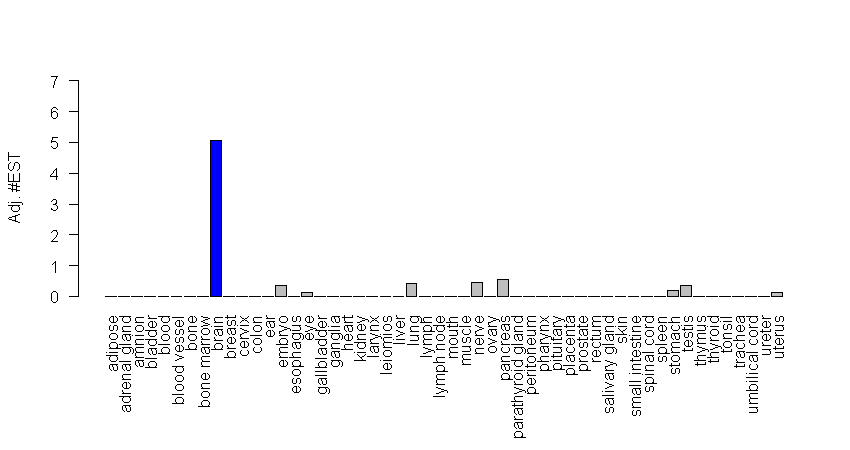 7
6
5
4
3
2
1
0
Adj. #EST
adipose
adrenal gland
amnion
bladder
blood
blood vessel
bone
bone marrow
brain
breast
cervix
colon
ear
embryo
esophagus
eye
gallbladder
ganglia
heart
kidney
larynx
leiomios
liver
lung
lymph
lymph node
mouth
muscle
nerve
ovary
pancreas
parathyroid gland
peritoneum
pharynx
pituitary
placenta
prostate
rectum
salivary gland
skin
small intestine
spinal cord
spleen
stomach
testis
thymus
thyroid
tonsil
trachea
umbilical cord
ureter
uterus